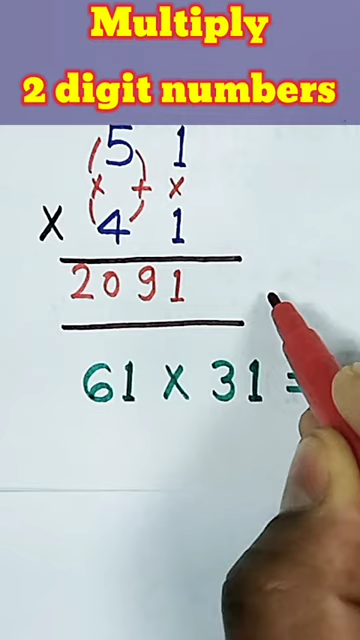 Multiply
2 digit numbers
5 1
× + ×
× 4 1
2091
61 × 31 =